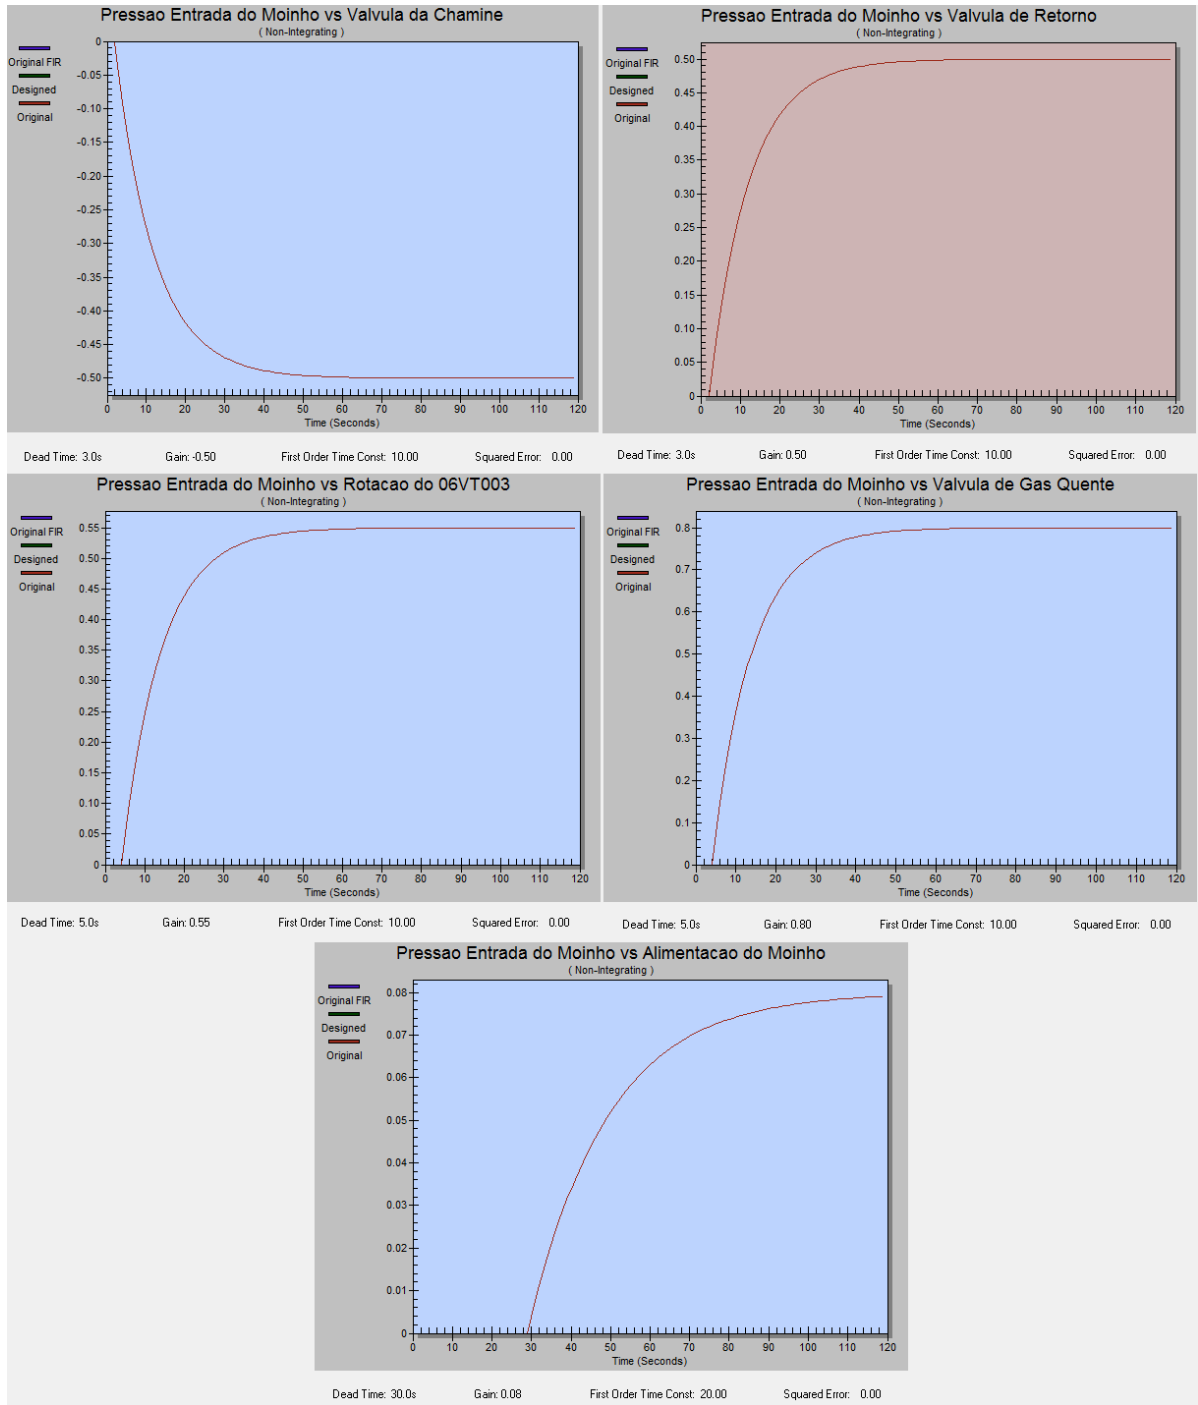 Pressao Entrada do Moinho vs Valvula da Chamine
( Non-Integrating )
Original FIR
Designed
Original
0
-0.05
-0.10
-0.15
-0.20
-0.25
-0.30
-0.35
-0.40
-0.45
-0.50
0 10 20 30 40 50 60 70 80 90 100 110 120
Time (Seconds)
Dead Time: 3.0s Gain: -0.50 First Order Time Const: 10.00 Squared Error: 0.00
Pressao Entrada do Moinho vs Valvula de Retorno
( Non-Integrating )
Original FIR
Designed
Original
0.50
0.45
0.40
0.35
0.30
0.25
0.20
0.15
0.10
0.05
0
0 10 20 30 40 50 60 70 80 90 100 110 120
Time (Seconds)
Dead Time: 3.0s Gain: 0.50 First Order Time Const: 10.00 Squared Error: 0.00
Pressao Entrada do Moinho vs Rotacao do 06VT003
( Non-Integrating )
Original FIR
Designed
Original
0.55
0.50
0.45
0.40
0.35
0.30
0.25
0.20
0.15
0.10
0.05
0
0 10 20 30 40 50 60 70 80 90 100 110 120
Time (Seconds)
Dead Time: 5.0s Gain: 0.55 First Order Time Const: 10.00 Squared Error: 0.00
Pressao Entrada do Moinho vs Valvula de Gas Quente
( Non-Integrating )
Original FIR
Designed
Original
0.8
0.7
0.6
0.5
0.4
0.3
0.2
0.1
0
0 10 20 30 40 50 60 70 80 90 100 110 120
Time (Seconds)
Dead Time: 5.0s Gain: 0.80 First Order Time Const: 10.00 Squared Error: 0.00
Pressao Entrada do Moinho vs Alimentacao do Moinho
( Non-Integrating )
Original FIR
Designed
Original
0.08
0.07
0.06
0.05
0.04
0.03
0.02
0.01
0
0 10 20 30 40 50 60 70 80 90 100 110 120
Time (Seconds)
Dead Time: 30.0s Gain: 0.08 First Order Time Const: 20.00 Squared Error: 0.00